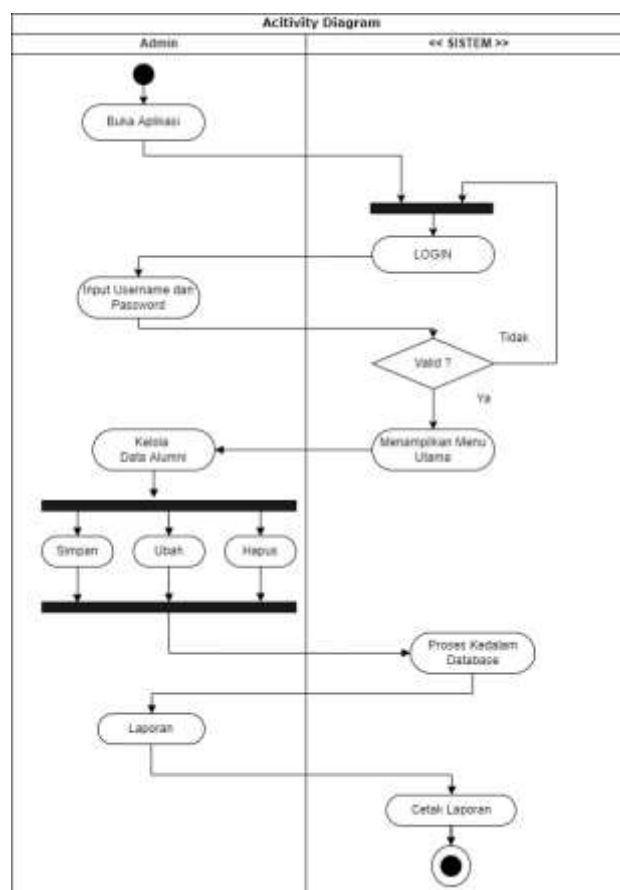 Acitivity Diagram
Admin
<< SISTEM >>
Buka Aplikasi
LOGIN
Input Username dan
Password
Tidak
Valid ?
Ya
Kelola
Data Alumni
Menampilkan Menu
Utama
Simpan
Ubah
Hapus
Proses Kedalam
Database
Laporan
Cetak Laporan